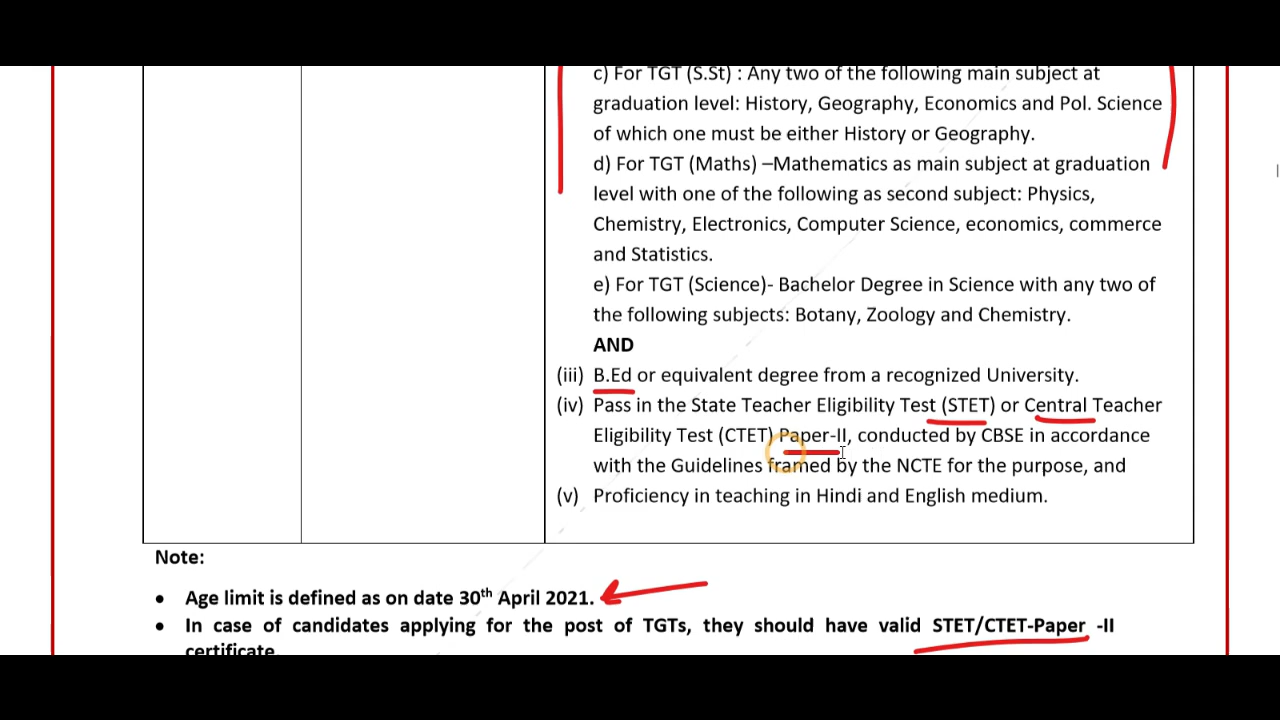 c) For TGT (S.St) : Any two of the following main subject at
graduation level: History, Geography, Economics and Pol. Science
of which one must be either History or Geography.
d) For TGT (Maths) –Mathematics as main subject at graduation
level with one of the following as second subject: Physics,
Chemistry, Electronics, Computer Science, economics, commerce
and Statistics.
e) For TGT (Science)- Bachelor Degree in Science with any two of
the following subjects: Botany, Zoology and Chemistry.
AND
(iii) B.Ed or equivalent degree from a recognized University.
(iv) Pass in the State Teacher Eligibility Test (STET) or Central Teacher
Eligibility Test (CTET) Paper-II, conducted by CBSE in accordance
with the Guidelines framed by the NCTE for the purpose, and
(v) Proficiency in teaching in Hindi and English medium.
Note:
• Age limit is defined as on date 30th April 2021.
• In case of candidates applying for the post of TGTs, they should have valid STET/CTET-Paper -II
certificate